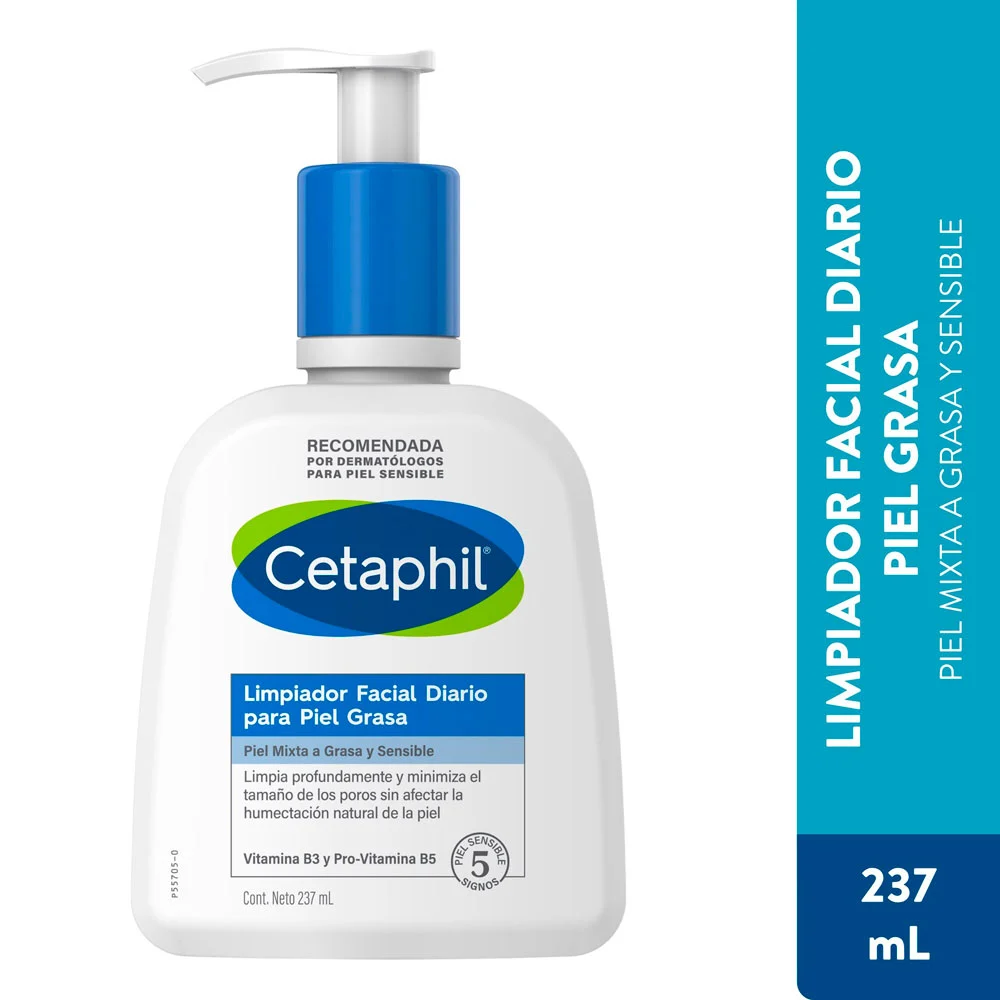 RECOMENDADA
POR DERMATÓLOGOS
PARA PIEL SENSIBLE
Cetaphil®
Limpiador Facial Diario
para Piel Grasa
Piel Mixta a Grasa y Sensible
Limpia profundamente y minimiza el
tamaño de los poros sin afectar la
humectación natural de la piel
Vitamina B3 y Pro-Vitamina B5
PIEL SENSIBLE
5
SIGNOS
Cont. Neto 237 mL
P55705-0
LIMPIADOR FACIAL DIARIO
PIEL GRASA
PIEL MIXTA A GRASA Y SENSIBLE
237
mL